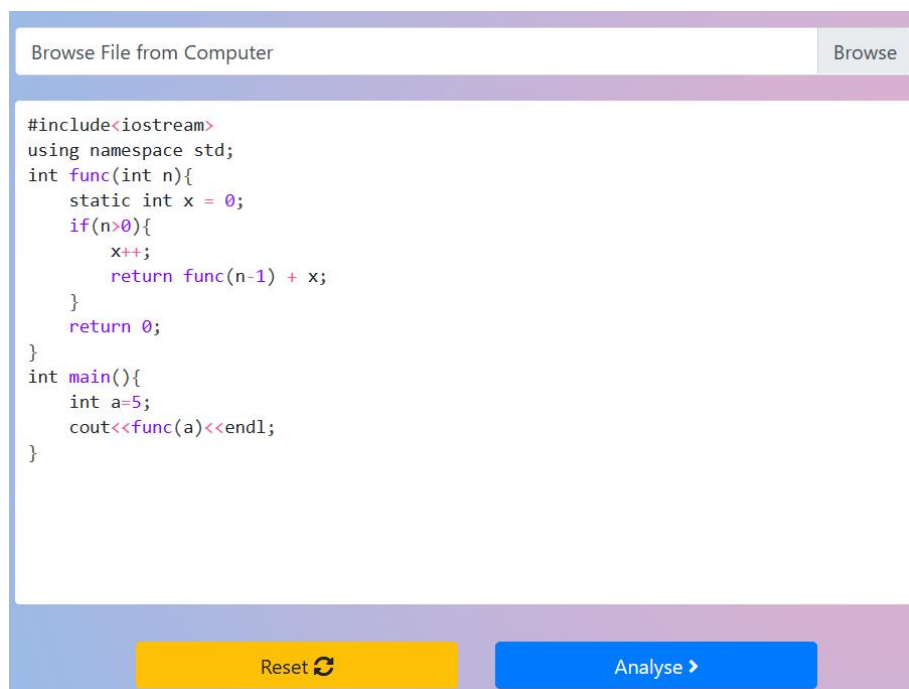 Browse File from Computer Browse
#include<iostream>
using namespace std;
int func(int n){
    static int x = 0;
    if(n>0){
        x++;
        return func(n-1) + x;
    }
    return 0;
}
int main(){
    int a=5;
    cout<<func(a)<<endl;
}
Reset Analyse